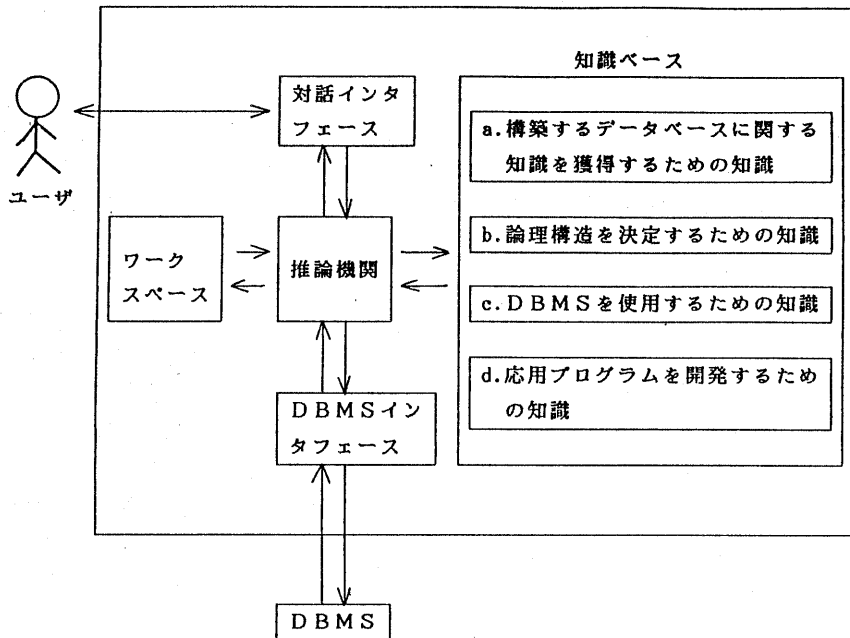 知識ベース
対話インタ
フェース
a.構築するデータベースに関する
知識を獲得するための知識
ユーザ
ワーク
スペース
推論機関
b.論理構造を決定するための知識
c.DBMSを使用するための知識
d.応用プログラムを開発するため
の知識
DBMSイン
タフェース
DBMS